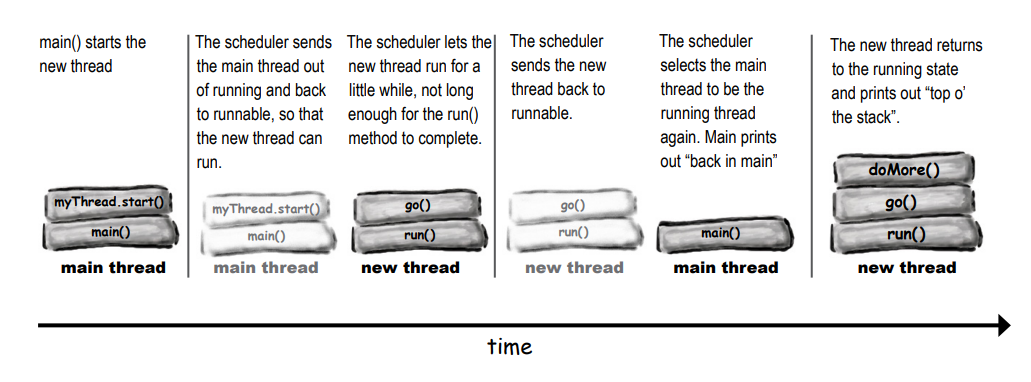 main() starts the
new thread
The scheduler sends
the main thread out
of running and back
to runnable, so that
the new thread can
run.
The scheduler lets the
new thread run for a
little while, not long
enough for the run()
method to complete.
The scheduler
sends the new
thread back to
runnable.
The scheduler
selects the main
thread to be the
running thread
again. Main prints
out “back in main”
The new thread returns
to the running state
and prints out “top o’
the stack”.
myThread.start()
main()
main thread
myThread.start()
main()
main thread
go()
run()
new thread
go()
run()
new thread
main()
main thread
doMore()
go()
run()
new thread
time